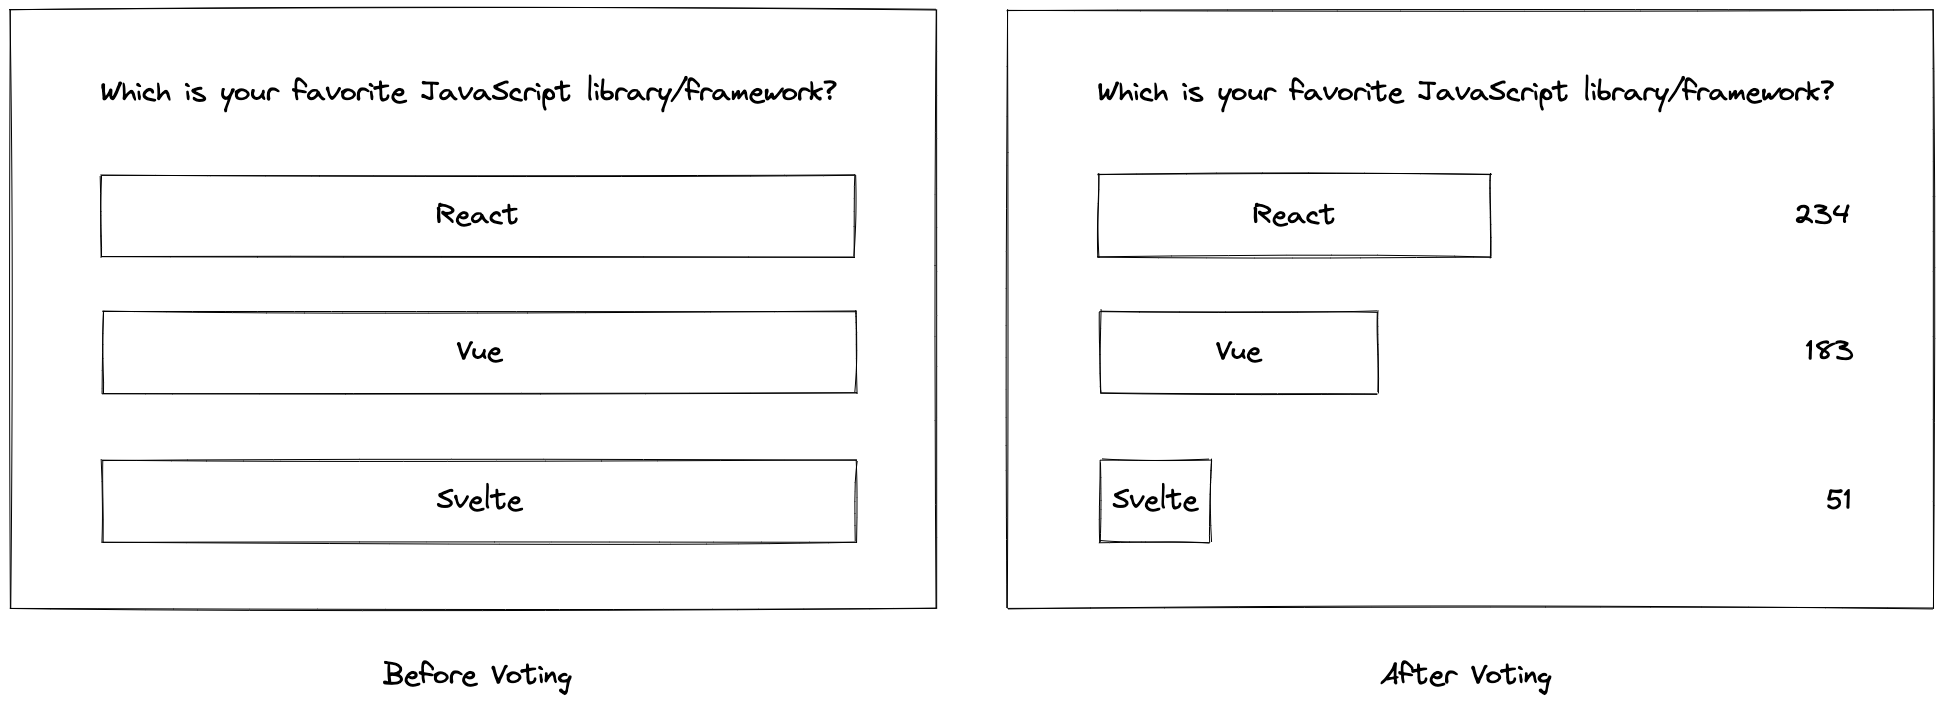 Which is your favorite JavaScript library/framework?
React
Vue
Svelte
Before Voting
Which is your favorite JavaScript library/framework?
React 234
Vue 183
Svelte 51
After Voting